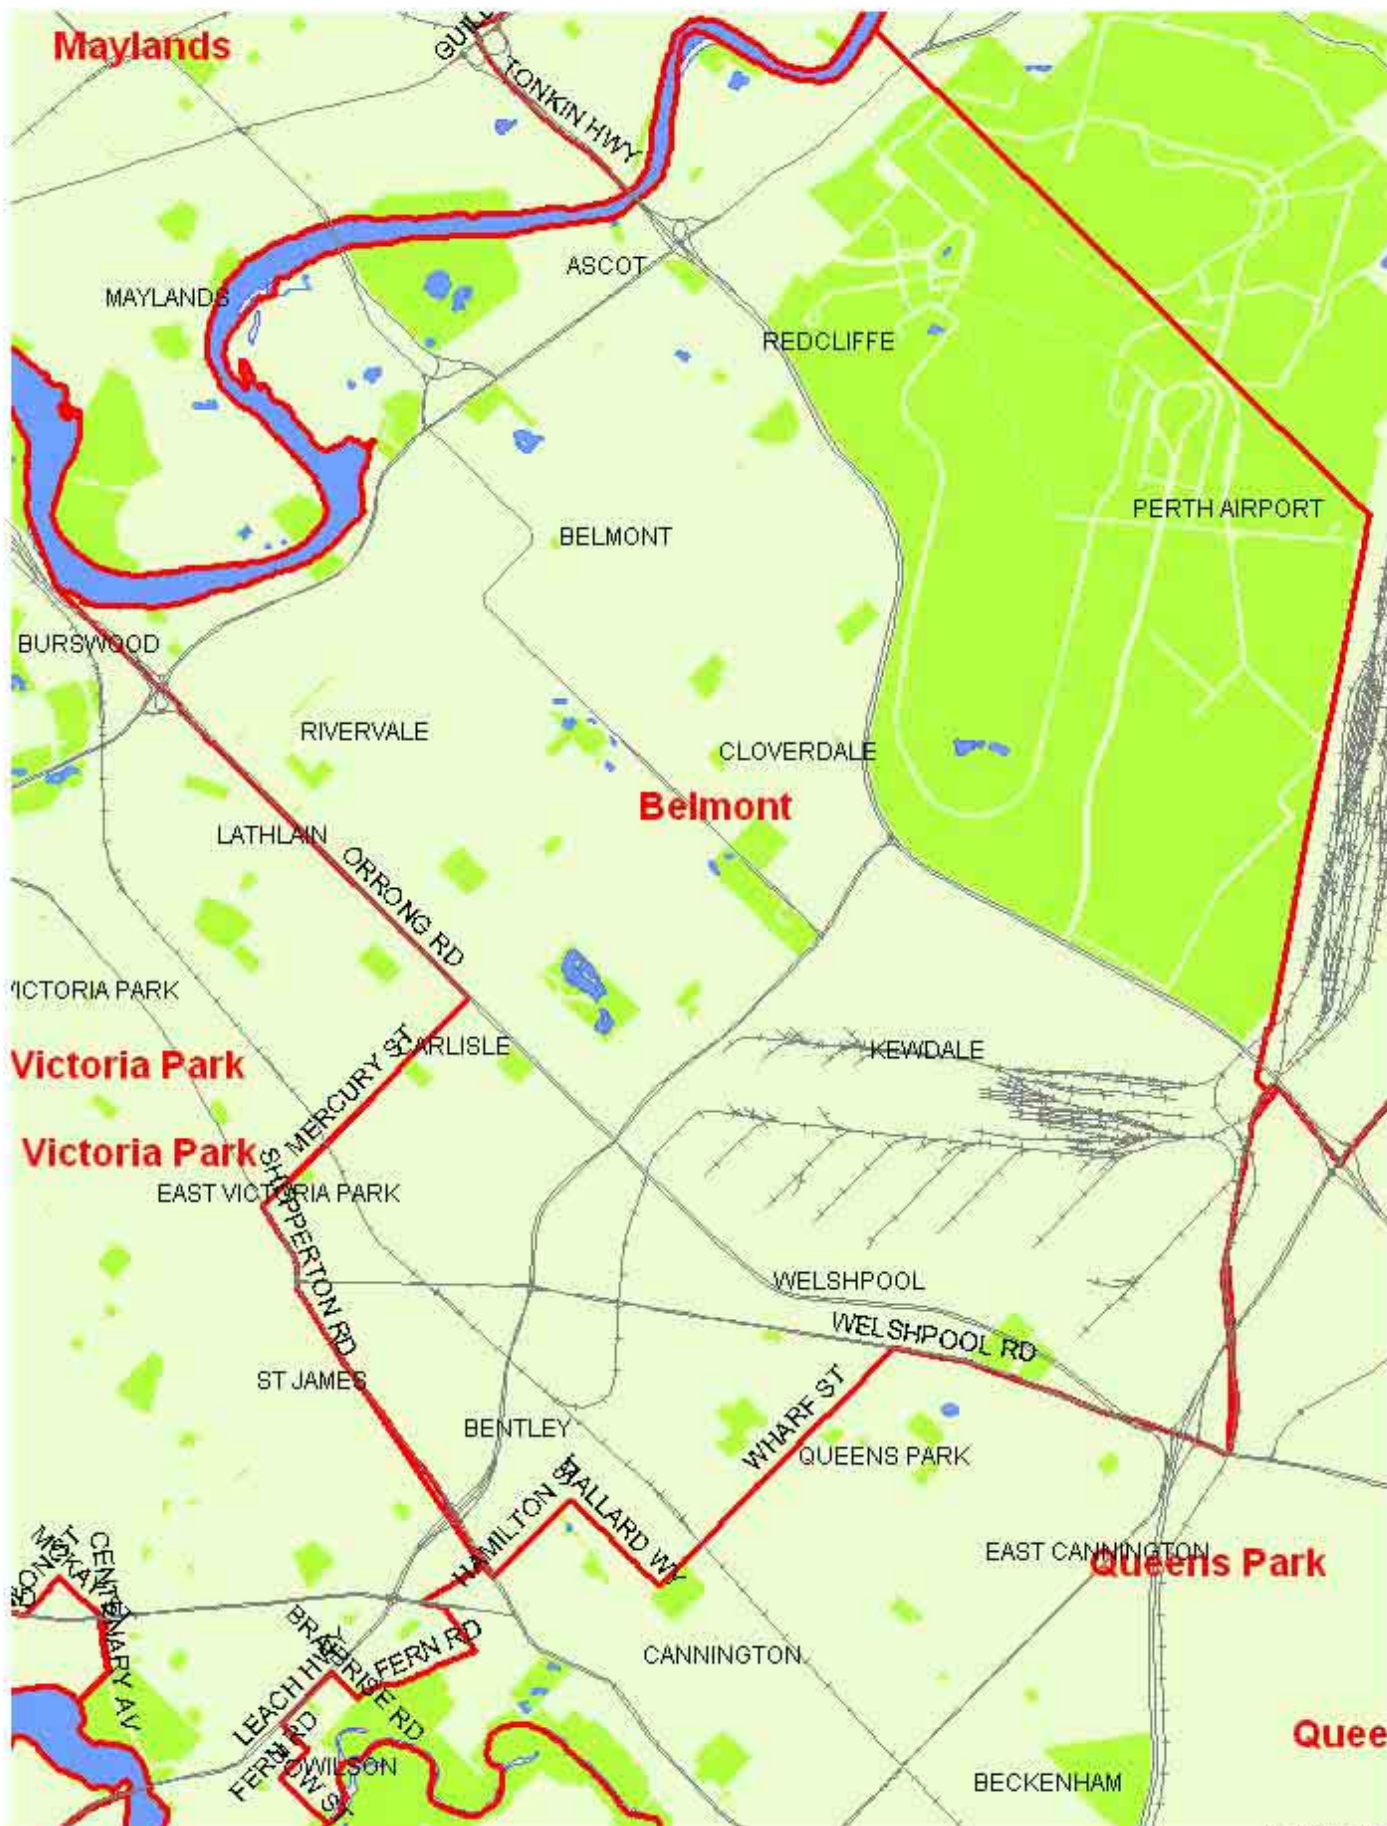 Maylands
TONKIN HWY
ASCOT
MAYLANDS
REDCLIFFE
PERTH AIRPORT
BELMONT
BURSWOOD
RIVERVALE
CLOVERDALE
Belmont
LATHLAIN
ORRONG RD
VICTORIA PARK
CARLISLE
KEWDALE
Victoria Park
MERCURY ST
Victoria Park
EAST VICTORIA PARK
SHEPPERTON RD
WELSHPOOL
WELSHPOOL RD
ST JAMES
WHARF ST
BENTLEY
QUEENS PARK
HAMILTON ST
MALLARD WY
EAST CANNINGTON
Queens Park
CENTENARY AV
BRAIBRISE RD
FERN RD
LEACH HWY
CANNINGTON
FERN RD
WILSON
Quee
BECKENHAM